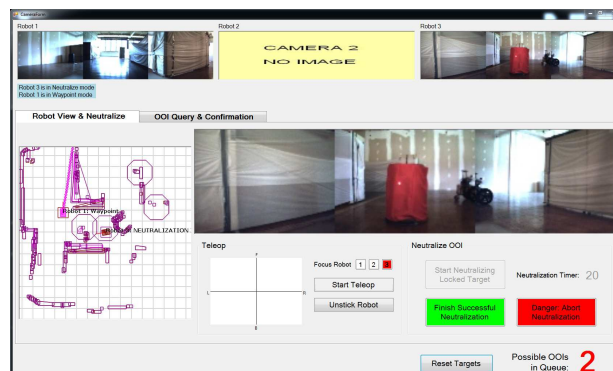 CameraForm
Robot 1
Robot 2
Robot 3
CAMERA 2
NO IMAGE
Robot 3 is in Neutralize mode
Robot 1 is in Waypoint mode
Robot View & Neutralize
OOI Query & Confirmation
Robot 1: Waypoint
NEUTRALIZATION
Teleop
F
L
R
B
Focus Robot
1
2
3
Start Teleop
Unstick Robot
Neutralize OOI
Start Neutralizing
Locked Target
Neutralization Timer:
20
Finish Successful
Neutralization
Danger: Abort
Neutralization
Reset Targets
Possible OOIs
in Queue:
2